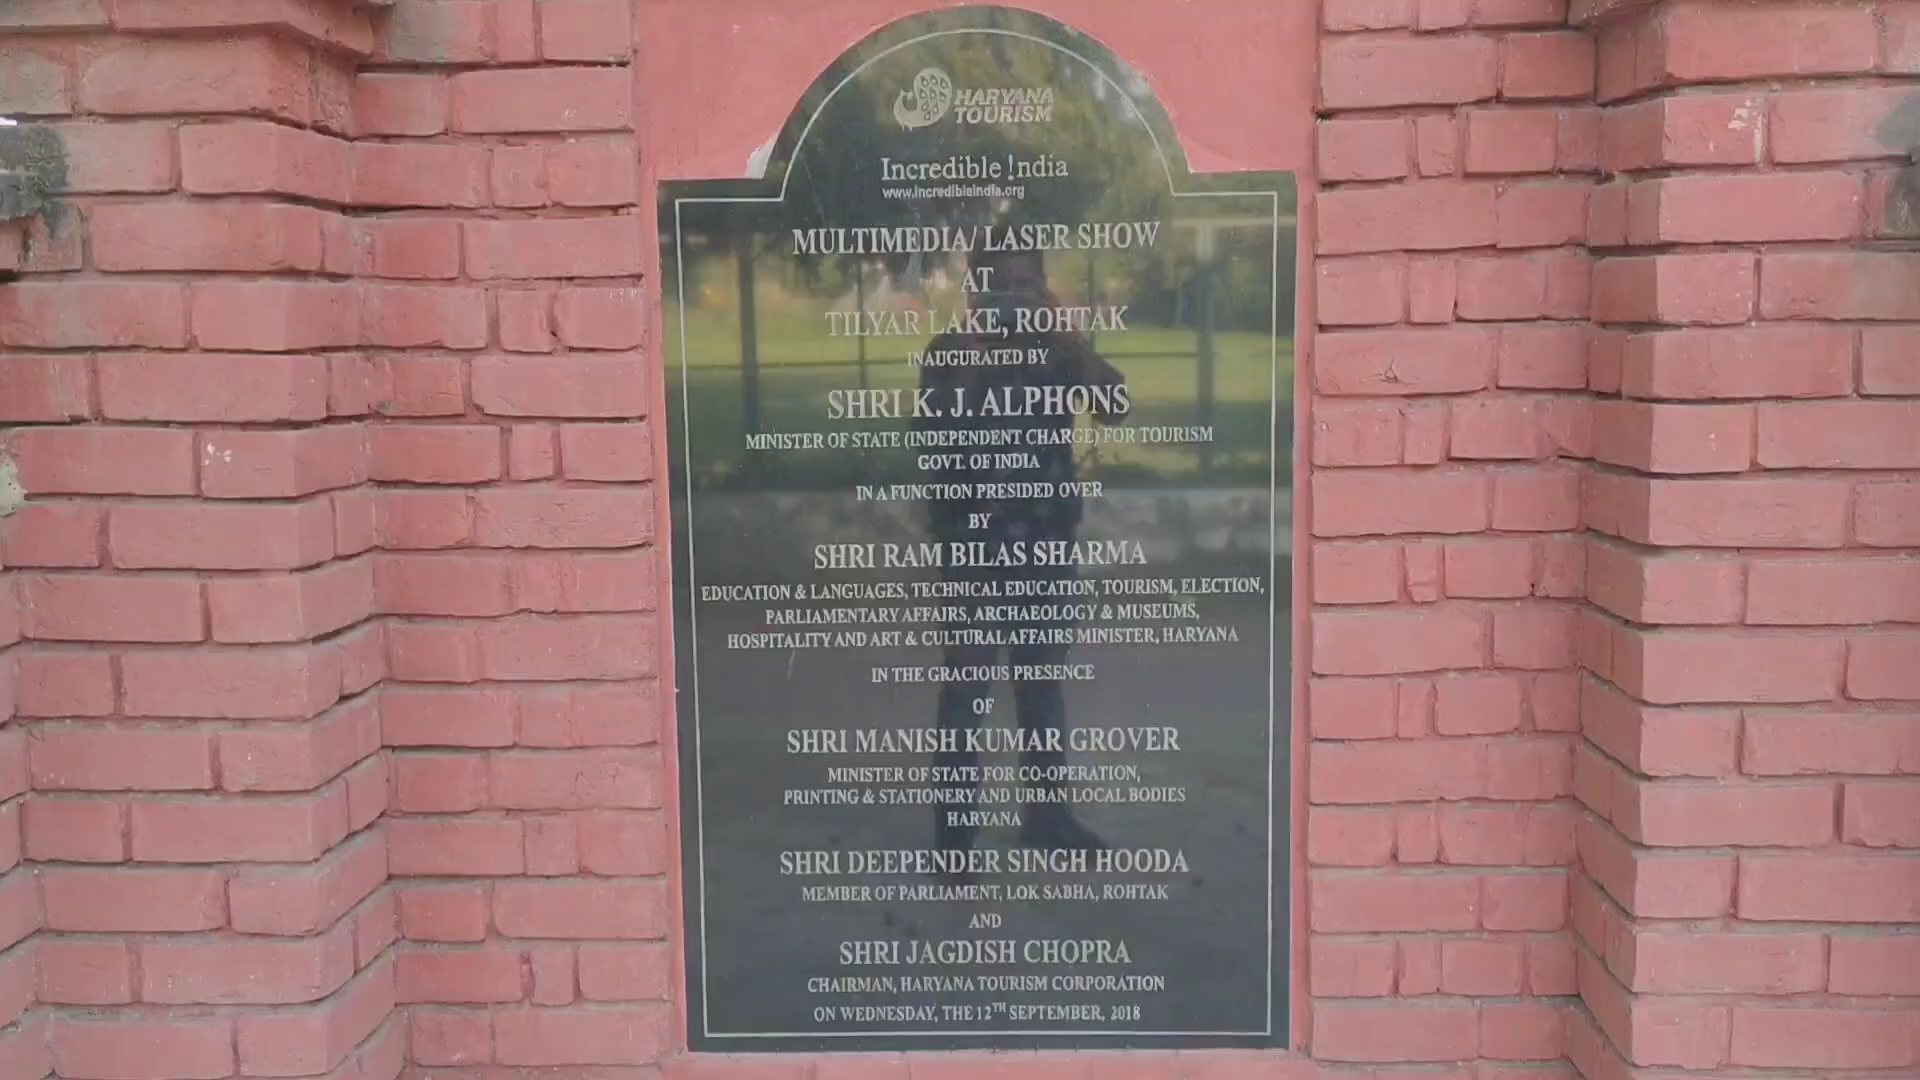 HARYANA
TOURISM
Incredible !ndia
www.incredibleindia.org
MULTIMEDIA/ LASER SHOW
AT
TILYAR LAKE, ROHTAK
INAUGURATED BY
SHRI K. J. ALPHONS
MINISTER OF STATE (INDEPENDENT CHARGE) FOR TOURISM
GOVT. OF INDIA
IN A FUNCTION PRESIDED OVER
BY
SHRI RAM BILAS SHARMA
EDUCATION & LANGUAGES, TECHNICAL EDUCATION, TOURISM, ELECTION,
PARLIAMENTARY AFFAIRS, ARCHAEOLOGY & MUSEUMS,
HOSPITALITY AND ART & CULTURAL AFFAIRS MINISTER, HARYANA
IN THE GRACIOUS PRESENCE
OF
SHRI MANISH KUMAR GROVER
MINISTER OF STATE FOR CO-OPERATION,
PRINTING & STATIONERY AND URBAN LOCAL BODIES
HARYANA
SHRI DEEPENDER SINGH HOODA
MEMBER OF PARLIAMENT, LOK SABHA, ROHTAK
AND
SHRI JAGDISH CHOPRA
CHAIRMAN, HARYANA TOURISM CORPORATION
ON WEDNESDAY, THE 12TH SEPTEMBER, 2018